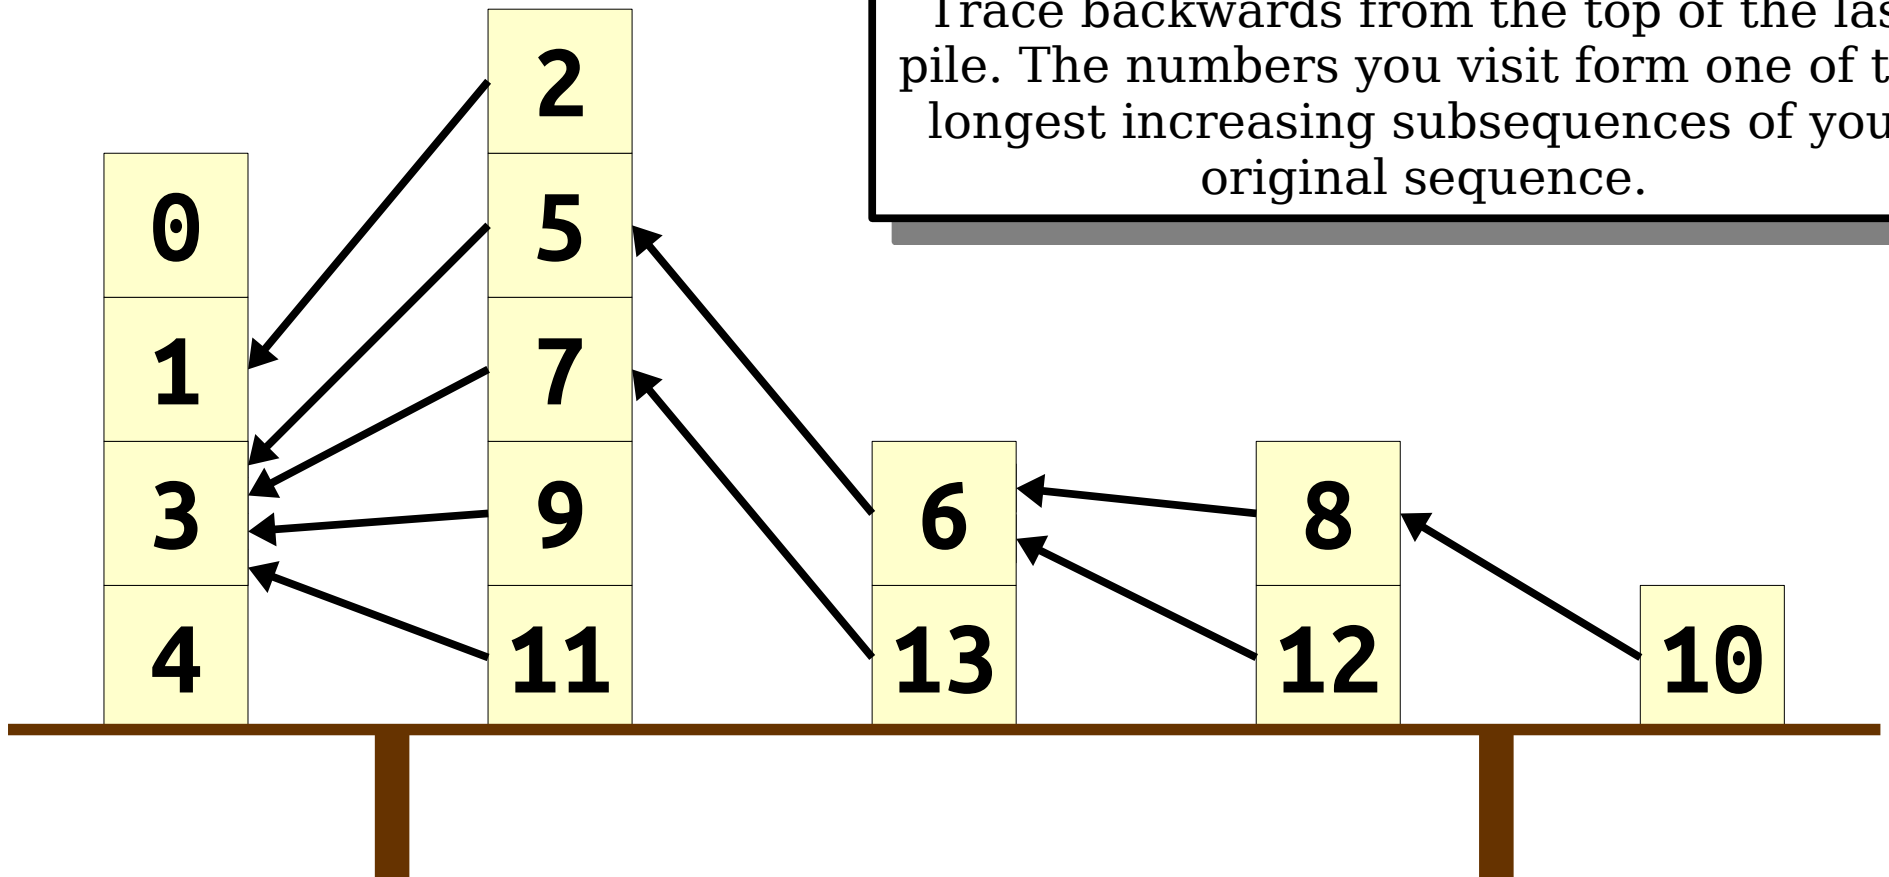 Trace backwards from the top of the las
pile. The numbers you visit form one of t
longest increasing subsequences of you
original sequence.
2
0 5
1 7
3 9 6 8
4 11 13 12 10